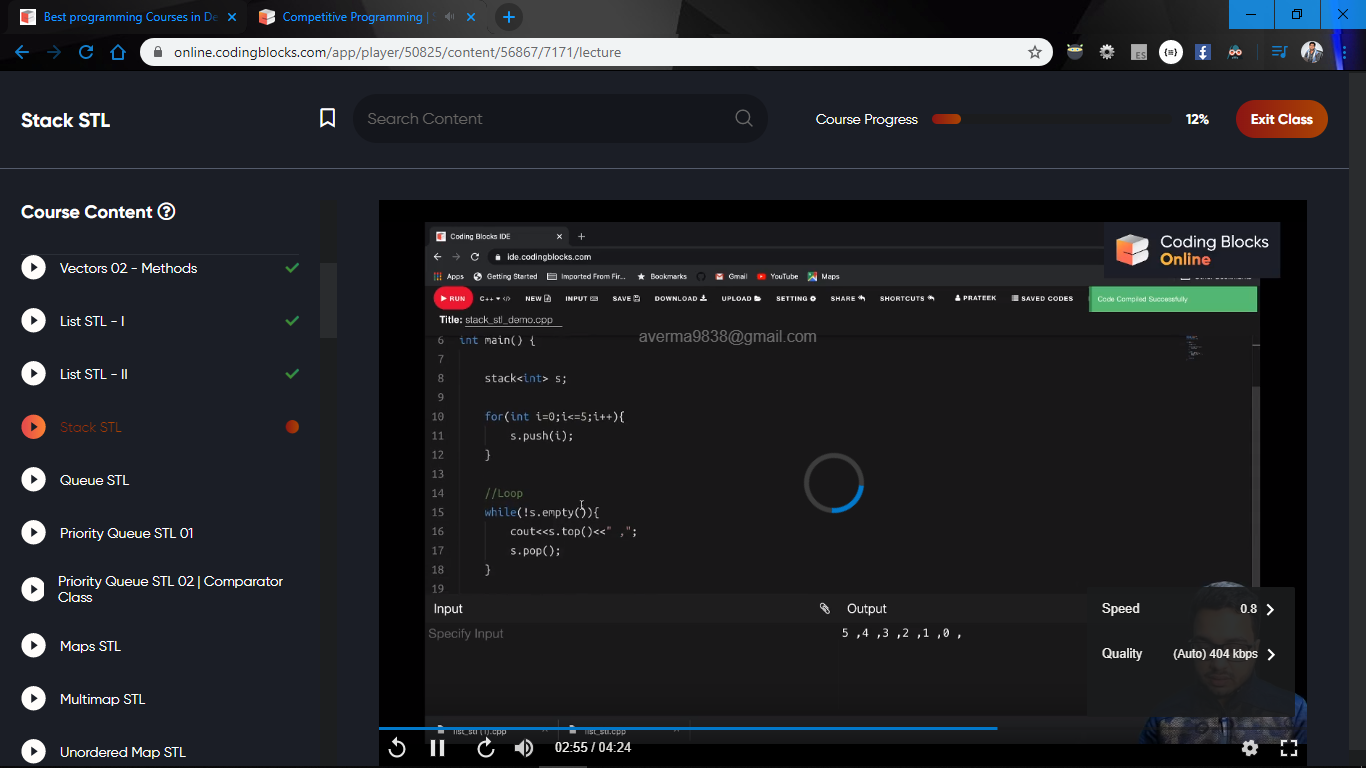 Best programming Courses in De
Competitive Programming |
online.codingblocks.com/app/player/50825/content/56867/7171/lecture
Stack STL
Search Content
Course Progress
12%
Exit Class
Course Content
Vectors 02 - Methods
List STL - I
List STL - II
Stack STL
Queue STL
Priority Queue STL 01
Priority Queue STL 02 | Comparator
Class
Maps STL
Multimap STL
Unordered Map STL
Coding Blocks IDE
ide.codingblocks.com
Apps Getting Started Imported From Fir... Bookmarks Gmail YouTube Maps
Coding Blocks
Online
RUN C++ NEW INPUT SAVE DOWNLOAD UPLOAD SETTING SHARE SHORTCUTS PRATEEK SAVED CODES
Code Compiled Successfully
Title: stack_stl_demo.cpp
averma9838@gmail.com
6 int main() {
7
8 stack<int> s;
9
10 for(int i=0;i<=5;i++){
11 s.push(i);
12 }
13
14 //Loop
15 while(!s.empty()){
16 cout<<s.top()<<" ,";
17 s.pop();
18 }
19
Input
Output
Specify Input
5 ,4 ,3 ,2 ,1 ,0 ,
Speed 0.8
Quality (Auto) 404 kbps
list_stl (1).cpp
list_stl.cpp
02:55 / 04:24